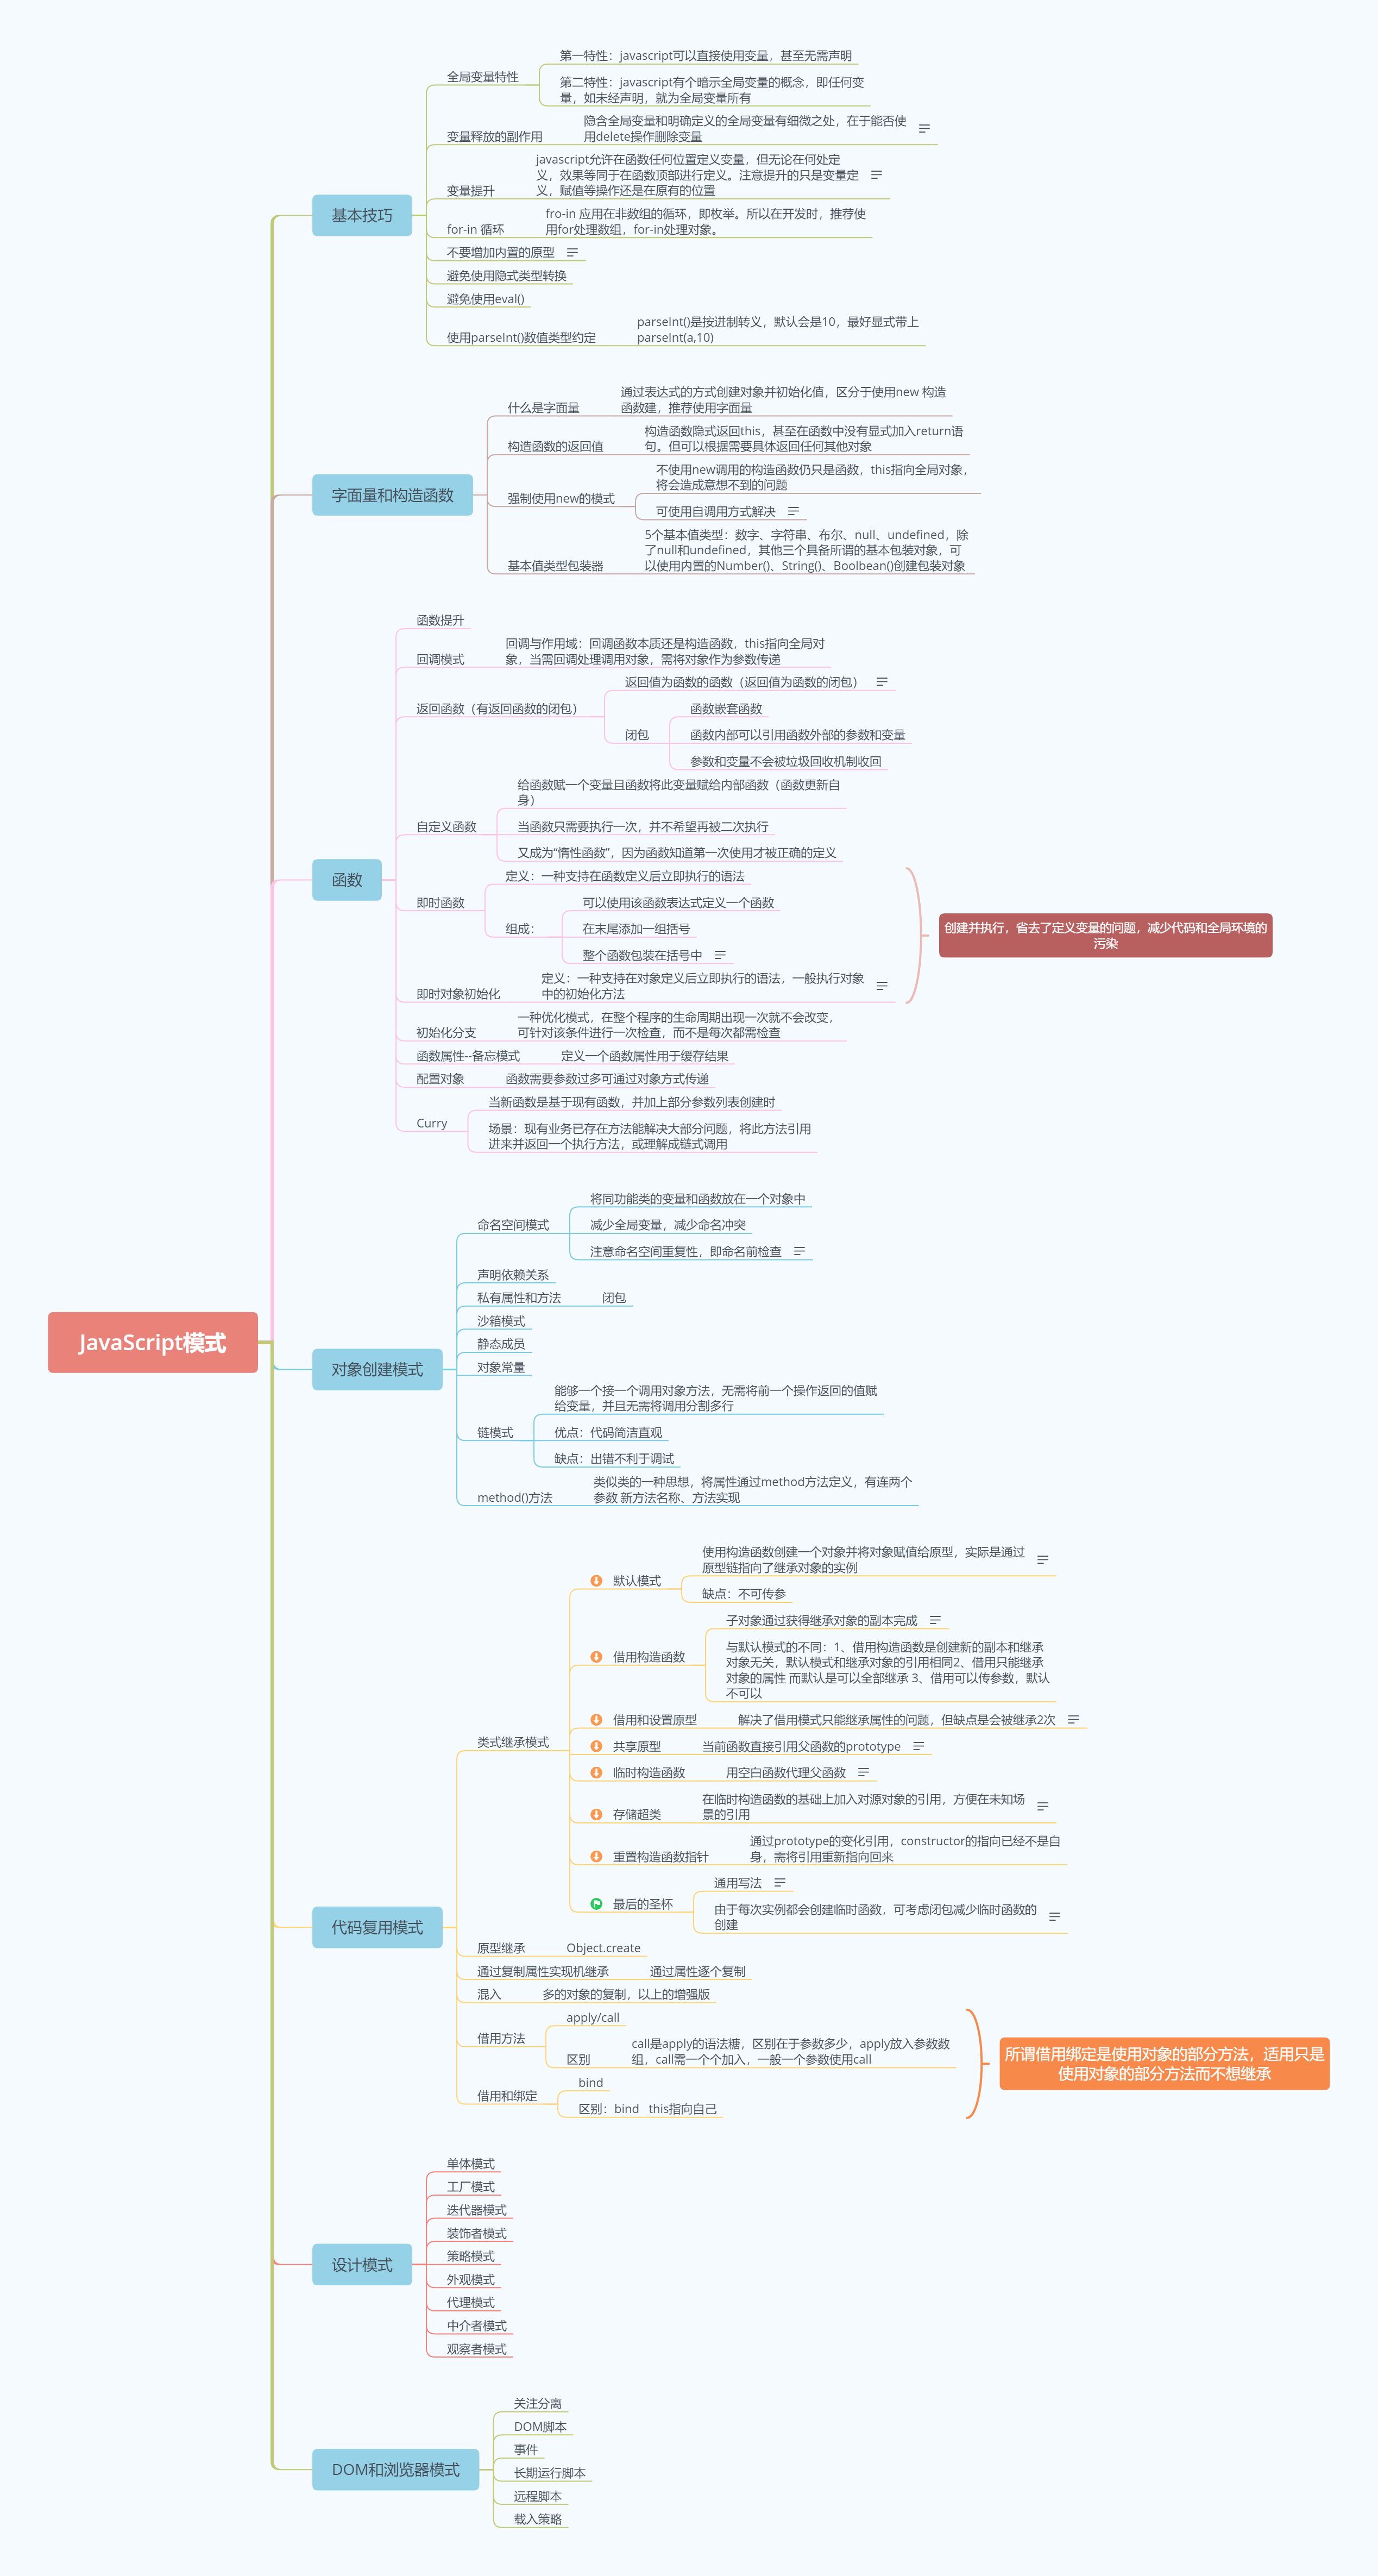 第一特性：javascript可以直接使用变量，甚至无需声明
全局变量特性
第二特性：javascript有个暗示全局变量的概念，即任何变
量，如未经声明，就为全局变量所有
隐含全局变量和明确定义的全局变量有细微之处，在于能否使
用delete操作删除变量
变量释放的副作用
javascript允许在函数任何位置定义变量，但无论在何处定
义，效果等同于在函数顶部进行定义。注意提升的只是变量定
义，赋值等操作还是在原有的位置
变量提升
基本技巧
fro-in 应用在非数组的循环，即枚举。所以在开发时，推荐使
用for处理数组，for-in处理对象。
for-in 循环
不要增加内置的原型
避免使用隐式类型转换
避免使用eval()
parseInt()是按进制转义，默认会是10，最好显式带上
parseInt(a,10)
使用parseInt()数值类型约定
通过表达式的方式创建对象并初始化值，区分于使用new 构造
函数建，推荐使用字面量
什么是字面量
构造函数隐式返回this，甚至在函数中没有显式加入return语
句。但可以根据需要具体返回任何其他对象
构造函数的返回值
不使用new调用的构造函数仍只是函数，this指向全局对象，
将会造成意想不到的问题
字面量和构造函数
强制使用new的模式
可使用自调用方式解决
5个基本值类型：数字、字符串、布尔、null、undefined，除
了null和undefined，其他三个具备所谓的基本包装对象，可
以使用内置的Number()、String()、Boolbean()创建包装对象
基本值类型包装器
函数提升
回调与作用域：回调函数本质还是构造函数，this指向全局对
象，当需回调处理调用对象，需将对象作为参数传递
回调模式
返回值为函数的函数（返回值为函数的闭包）
返回函数（有返回函数的闭包）
函数嵌套函数
闭包
函数内部可以引用函数外部的参数和变量
参数和变量不会被垃圾回收机制收回
给函数赋一个变量且函数将此变量赋给内部函数（函数更新自
身）
自定义函数
当函数只需要执行一次，并不希望再被二次执行
又成为“惰性函数”，因为函数知道第一次使用才被正确的定义
函数
定义：一种支持在函数定义后立即执行的语法
即时函数
可以使用该函数表达式定义一个函数
组成：
在末尾添加一组括号
整个函数包装在括号中
创建并执行，省去了定义变量的问题，减少代码和全局环境的
污染
定义：一种支持在对象定义后立即执行的语法，一般执行对象
中的初始化方法
即时对象初始化
一种优化模式，在整个程序的生命周期出现一次就不会改变，
可针对该条件进行一次检查，而不是每次都需检查
初始化分支
函数属性--备忘模式
定义一个函数属性用于缓存结果
配置对象
函数需要参数过多可通过对象方式传递
当新函数是基于现有函数，并加上部分参数列表创建时
Curry
场景：现有业务已存在方法能解决大部分问题，将此方法引用
进来并返回一个执行方法，或理解成链式调用
将同功能类的变量和函数放在一个对象中
命名空间模式
减少全局变量，减少命名冲突
注意命名空间重复性，即命名前检查
声明依赖关系
私有属性和方法
闭包
沙箱模式
JavaScript模式
静态成员
对象创建模式
对象常量
能够一个接一个调用对象方法，无需将前一个操作返回的值赋
给变量，并且无需将调用分割多行
链模式
优点：代码简洁直观
缺点：出错不利于调试
类似类的一种思想，将属性通过method方法定义，有连两个
参数 新方法名称、方法实现
method()方法
使用构造函数创建一个对象并将对象赋值给原型，实际是通过
原型链指向了继承对象的实例
默认模式
缺点：不可传参
子对象通过获得继承对象的副本完成
借用构造函数
与默认模式的不同：1、借用构造函数是创建新的副本和继承
对象无关，默认模式和继承对象的引用相同2、借用只能继承
对象的属性 而默认是可以全部继承 3、借用可以传参数，默认
不可以
借用和设置原型
解决了借用模式只能继承属性的问题，但缺点是会被继承2次
类式继承模式
共享原型
当前函数直接引用父函数的prototype
临时构造函数
用空白函数代理父函数
在临时构造函数的基础上加入对源对象的引用，方便在未知场
景的引用
存储超类
通过prototype的变化引用，constructor的指向已经不是自
身，需将引用重新指向回来
重置构造函数指针
通用写法
最后的圣杯
由于每次实例都会创建临时函数，可考虑闭包减少临时函数的
创建
代码复用模式
原型继承
Object.create
通过复制属性实现机继承
通过属性逐个复制
混入
多的对象的复制，以上的增强版
apply/call
借用方法
call是apply的语法糖，区别在于参数多少，apply放入参数数
组，call需一个个加入，一般一个参数使用call
区别
所谓借用绑定是使用对象的部分方法，适用只是
使用对象的部分方法而不想继承
bind
借用和绑定
区别：bind this指向自己
单体模式
工厂模式
迭代器模式
装饰者模式
策略模式
设计模式
外观模式
代理模式
中介者模式
观察者模式
关注分离
DOM脚本
事件
DOM和浏览器模式
长期运行脚本
远程脚本
载入策略